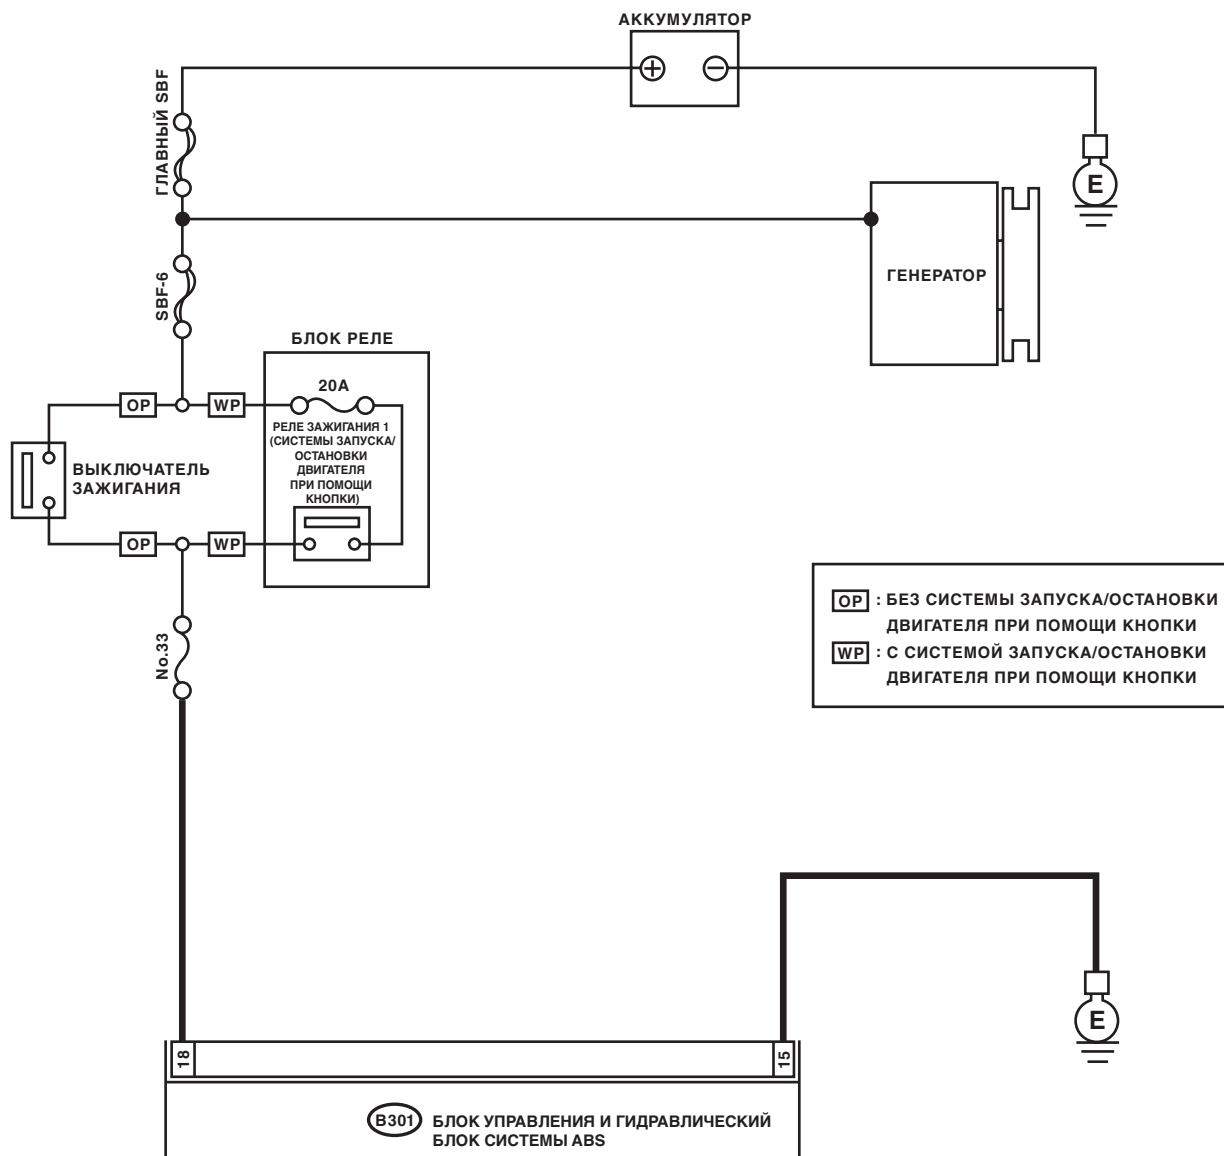 АККУМУЛЯТОР
+
−
ГЛАВНЫЙ SBF
E
ГЕНЕРАТОР
SBF-6
БЛОК РЕЛЕ
20A
OP
WP
РЕЛЕ ЗАЖИГАНИЯ 1
(СИСТЕМЫ ЗАПУСКА/
ОСТАНОВКИ
ДВИГАТЕЛЯ
ПРИ ПОМОЩИ
КНОПКИ)
ВЫКЛЮЧАТЕЛЬ
ЗАЖИГАНИЯ
OP
WP
OP : БЕЗ СИСТЕМЫ ЗАПУСКА/ОСТАНОВКИ
ДВИГАТЕЛЯ ПРИ ПОМОЩИ КНОПКИ
WP : С СИСТЕМОЙ ЗАПУСКА/ОСТАНОВКИ
ДВИГАТЕЛЯ ПРИ ПОМОЩИ КНОПКИ
No.33
E
18
15
B301 БЛОК УПРАВЛЕНИЯ И ГИДРАВЛИЧЕСКИЙ
БЛОК СИСТЕМЫ ABS